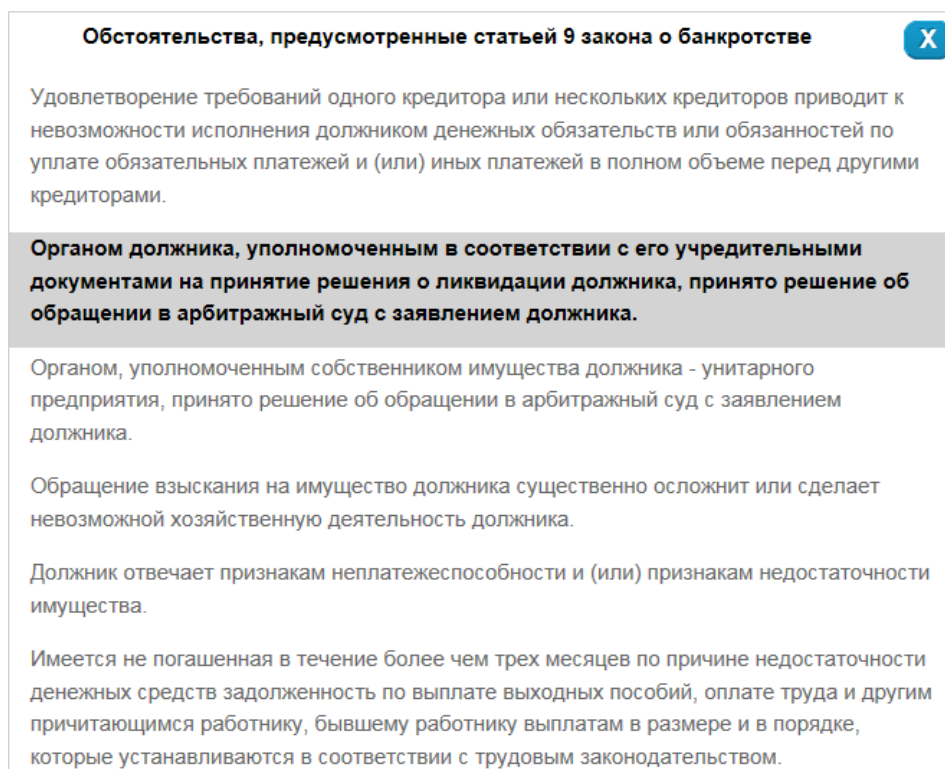 Обстоятельства, предусмотренные статьей 9 закона о банкротстве
X
Удовлетворение требований одного кредитора или нескольких кредиторов приводит к
невозможности исполнения должником денежных обязательств или обязанностей по
уплате обязательных платежей и (или) иных платежей в полном объеме перед другими
кредиторами.
Органом должника, уполномоченным в соответствии с его учредительными
документами на принятие решения о ликвидации должника, принято решение об
обращении в арбитражный суд с заявлением должника.
Органом, уполномоченным собственником имущества должника - унитарного
предприятия, принято решение об обращении в арбитражный суд с заявлением
должника.
Обращение взыскания на имущество должника существенно осложнит или сделает
невозможной хозяйственную деятельность должника.
Должник отвечает признакам неплатежеспособности и (или) признакам недостаточности
имущества.
Имеется не погашенная в течение более чем трех месяцев по причине недостаточности
денежных средств задолженность по выплате выходных пособий, оплате труда и другим
причитающимся работнику, бывшему работнику выплатам в размере и в порядке,
которые устанавливаются в соответствии с трудовым законодательством.